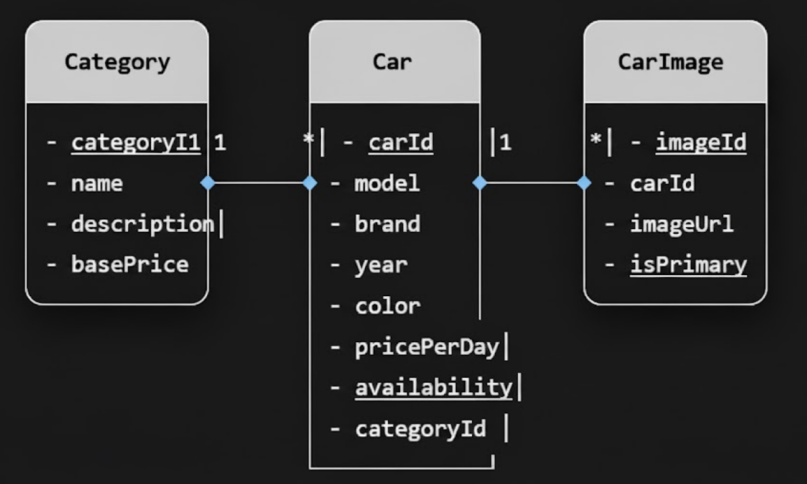 Category
- categoryI1 1
- name
- description|
- basePrice
Car
*| - carId |1
- model
- brand
- year
- color
- pricePerDay|
- availability|
- categoryId |
CarImage
*| - imageId
- carId
- imageUrl
- isPrimary